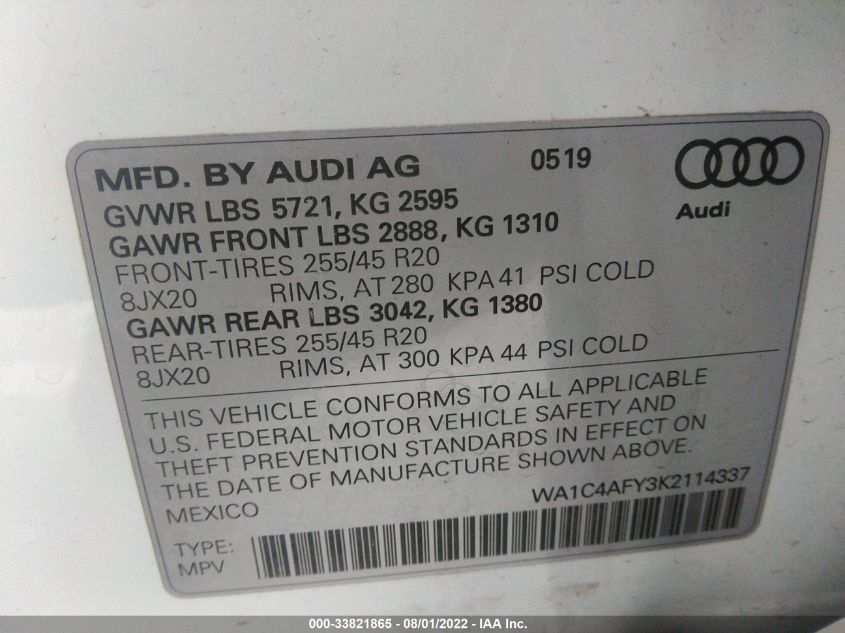 MFD. BY AUDI AG 0519
Audi
GVWR LBS 5721, KG 2595
GAWR FRONT LBS 2888, KG 1310
FRONT-TIRES 255/45 R20
8JX20 RIMS, AT 280 KPA 41 PSI COLD
GAWR REAR LBS 3042, KG 1380
REAR-TIRES 255/45 R20
8JX20 RIMS, AT 300 KPA 44 PSI COLD
THIS VEHICLE CONFORMS TO ALL APPLICABLE
U.S. FEDERAL MOTOR VEHICLE SAFETY AND
THEFT PREVENTION STANDARDS IN EFFECT ON
THE DATE OF MANUFACTURE SHOWN ABOVE.
MEXICO WA1C4AFY3K2114337
TYPE:
MPV
000-33821865 - 08/01/2022 - IAA Inc.